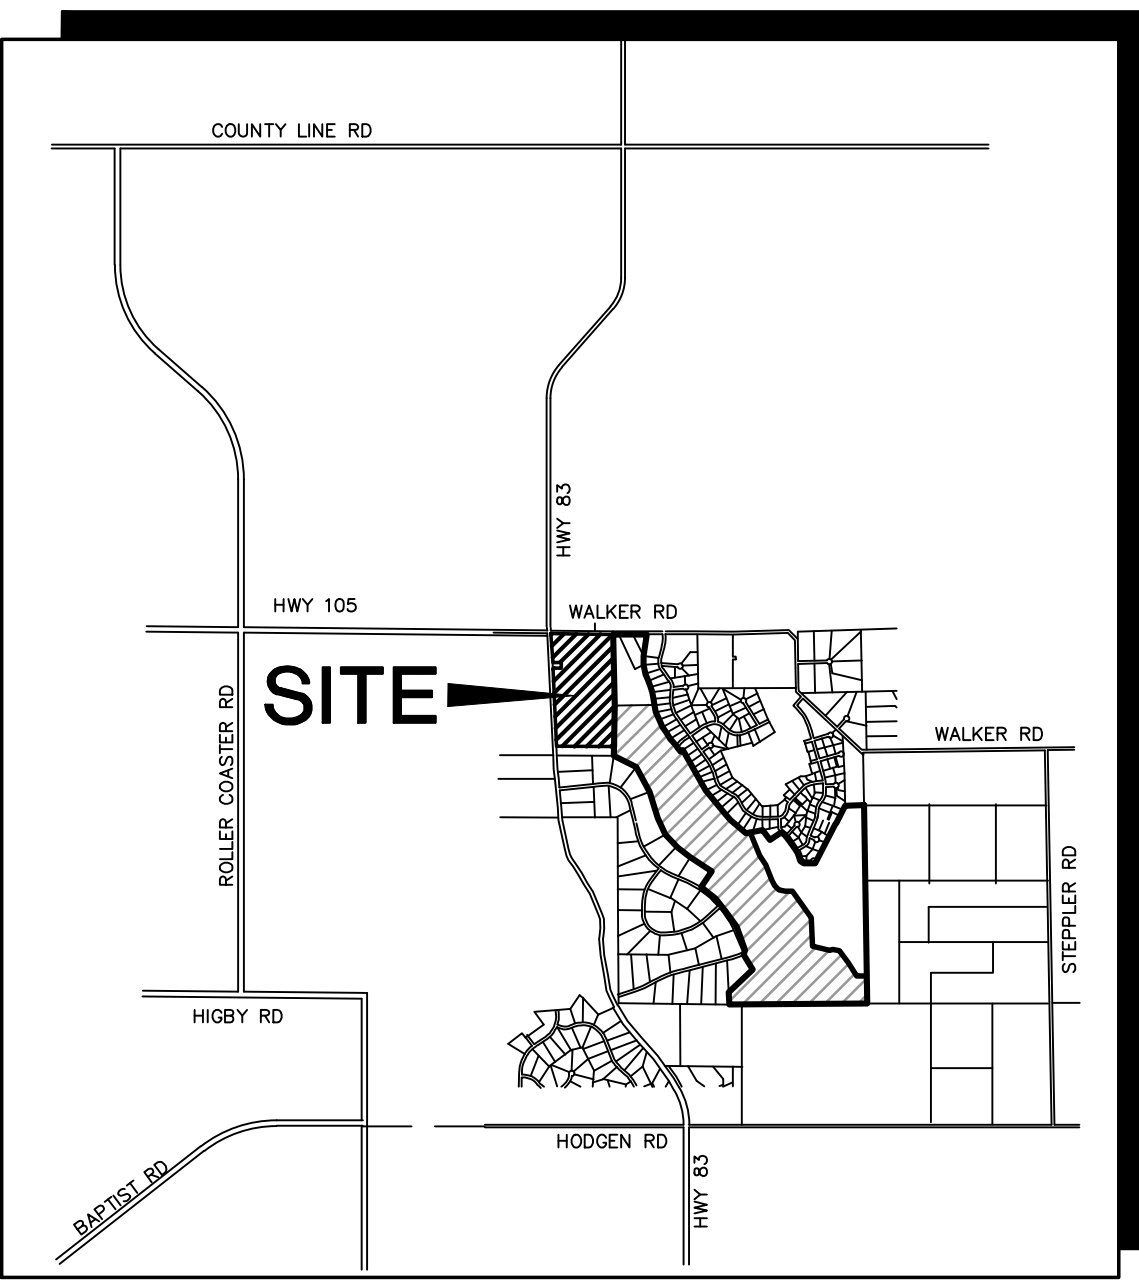 COUNTY LINE RD
HWY 83
HWY 105
WALKER RD
SITE
ROLLER COASTER RD
WALKER RD
STEPPLER RD
HIGBY RD
HODGEN RD
BAPTIST RD
HWY 83